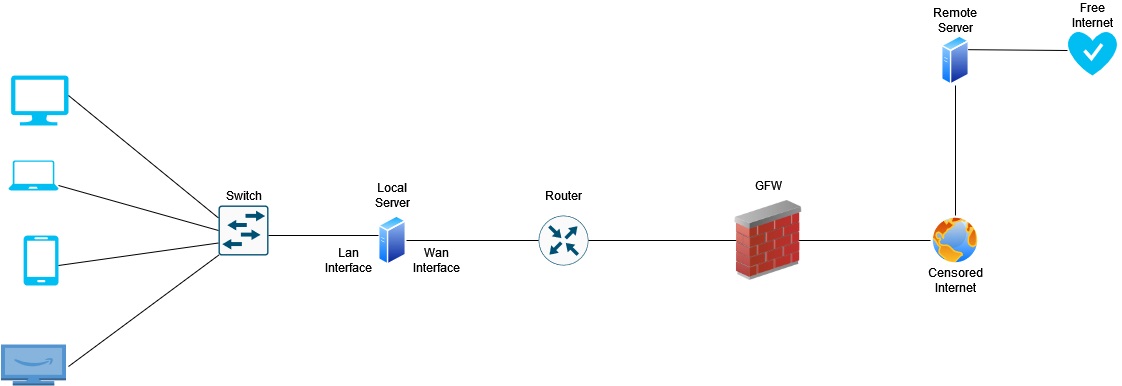 Free
Internet
Remote
Server
Switch
Local
Server
Router
GFW
Lan
Interface
Wan
Interface
Censored
Internet